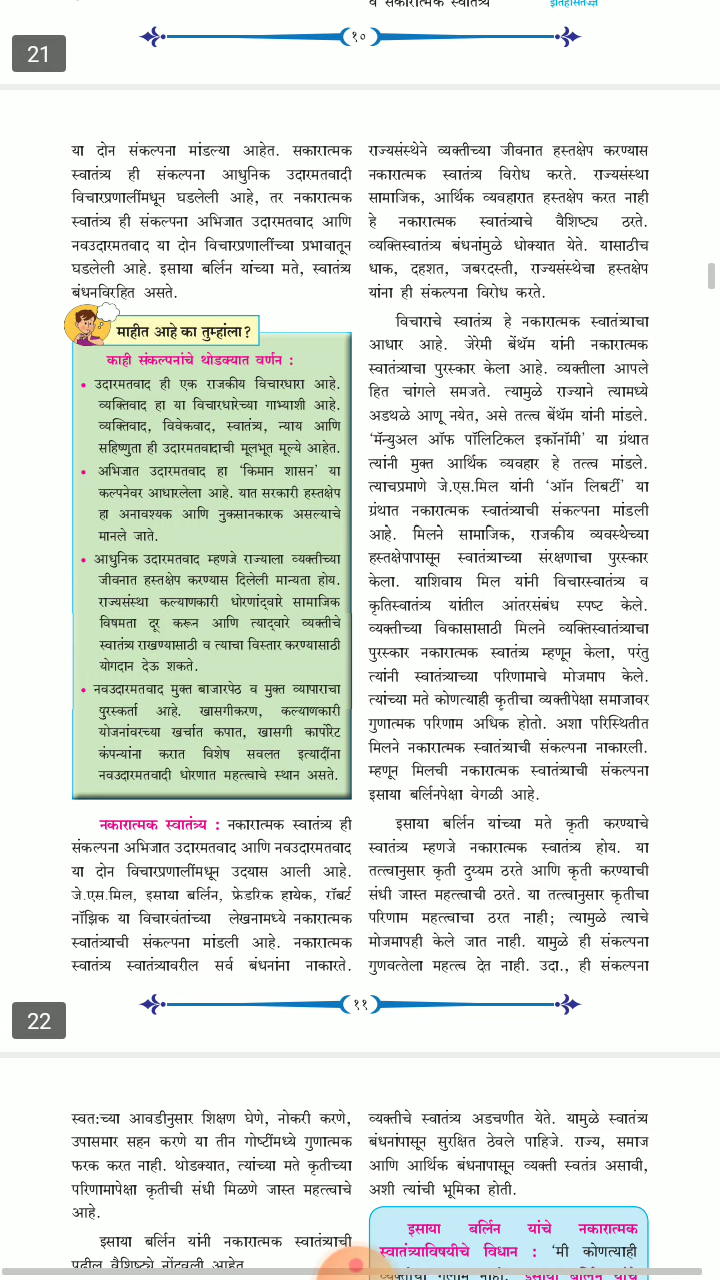 व सकारात्मक स्वातंत्र्य
इतिहासतज्ज्ञ
१०
21
या दोन संकल्पना मांडल्या आहेत. सकारात्मक
स्वातंत्र्य ही संकल्पना आधुनिक उदारमतवादी
विचारप्रणालींमधून घडलेली आहे, तर नकारात्मक
स्वातंत्र्य ही संकल्पना अभिजात उदारमतवाद आणि
नवउदारमतवाद या दोन विचारप्रणालींच्या प्रभावातून
घडलेली आहे. इसाया बर्लिन यांच्या मते, स्वातंत्र्य
बंधनविरहित असते.
माहीत आहे का तुम्हांला?
काही संकल्पनांचे थोडक्यात वर्णन :
• उदारमतवाद ही एक राजकीय विचारधारा आहे.
व्यक्तिवाद हा या विचारधारेच्या गाभ्याशी आहे.
व्यक्तिवाद, विवेकवाद, स्वातंत्र्य, न्याय आणि
सहिष्णुता ही उदारमतवादाची मूलभूत मूल्ये आहेत.
• अभिजात उदारमतवाद हा ‘किमान शासन’ या
कल्पनेवर आधारलेला आहे. यात सरकारी हस्तक्षेप
हा अनावश्यक आणि नुकसानकारक असल्याचे
मानले जाते.
• आधुनिक उदारमतवाद म्हणजे राज्याला व्यक्तीच्या
जीवनात हस्तक्षेप करण्यास दिलेली मान्यता होय.
राज्यसंस्था कल्याणकारी धोरणांद्वारे सामाजिक
विषमता दूर करून आणि त्याद्वारे व्यक्तीचे
स्वातंत्र्य राखण्यासाठी व त्याचा विस्तार करण्यासाठी
योगदान देऊ शकते.
• नवउदारमतवाद मुक्त बाजारपेठ व मुक्त व्यापाराचा
पुरस्कर्ता आहे. खासगीकरण, कल्याणकारी
योजनांवरच्या खर्चात कपात, खासगी कार्पोरेट
कंपन्यांना करात विशेष सवलत इत्यादींना
नवउदारमतवादी धोरणात महत्त्वाचे स्थान असते.
नकारात्मक स्वातंत्र्य : नकारात्मक स्वातंत्र्य ही
संकल्पना अभिजात उदारमतवाद आणि नवउदारमतवाद
या दोन विचारप्रणालींमधून उदयास आली आहे.
जे.एस.मिल, इसाया बर्लिन, फ्रेडरिक हायेक, रॉबर्ट
नॉझिक या विचारवंतांच्या लेखनामध्ये नकारात्मक
स्वातंत्र्याची संकल्पना मांडली आहे. नकारात्मक
स्वातंत्र्य स्वातंत्र्यावरील सर्व बंधनांना नाकारते.
राज्यसंस्थेने व्यक्तीच्या जीवनात हस्तक्षेप करण्यास
नकारात्मक स्वातंत्र्य विरोध करते. राज्यसंस्था
सामाजिक, आर्थिक व्यवहारात हस्तक्षेप करत नाही
हे नकारात्मक स्वातंत्र्याचे वैशिष्ट्य ठरते.
व्यक्तिस्वातंत्र्य बंधनांमुळे धोक्यात येते. यासाठीच
धाक, दहशत, जबरदस्ती, राज्यसंस्थेचा हस्तक्षेप
यांना ही संकल्पना विरोध करते.
विचाराचे स्वातंत्र्य हे नकारात्मक स्वातंत्र्याचा
आधार आहे. जेरेमी बेंथॅम यांनी नकारात्मक
स्वातंत्र्याचा पुरस्कार केला आहे. व्यक्तीला आपले
हित चांगले समजते. त्यामुळे राज्याने त्यामध्ये
अडथळे आणू नयेत, असे तत्त्व बेंथॅम यांनी मांडले.
‘मॅन्युअल ऑफ पॉलिटिकल इकॉनॉमी’ या ग्रंथात
त्यांनी मुक्त आर्थिक व्यवहार हे तत्त्व मांडले.
त्याचप्रमाणे जे.एस.मिल यांनी ‘ऑन लिबर्टी’ या
ग्रंथात नकारात्मक स्वातंत्र्याची संकल्पना मांडली
आहे. मिलने सामाजिक, राजकीय व्यवस्थेच्या
हस्तक्षेपापासून स्वातंत्र्याच्या संरक्षणाचा पुरस्कार
केला. याशिवाय मिल यांनी विचारस्वातंत्र्य व
कृतिस्वातंत्र्य यांतील आंतरसंबंध स्पष्ट केले.
व्यक्तीच्या विकासासाठी मिलने व्यक्तिस्वातंत्र्याचा
पुरस्कार नकारात्मक स्वातंत्र्य म्हणून केला, परंतु
त्यांनी स्वातंत्र्याच्या परिणामाचे मोजमाप केले.
त्यांच्या मते कोणत्याही कृतीचा व्यक्तीपेक्षा समाजावर
गुणात्मक परिणाम अधिक होतो. अशा परिस्थितीत
मिलने नकारात्मक स्वातंत्र्याची संकल्पना नाकारली.
म्हणून मिलची नकारात्मक स्वातंत्र्याची संकल्पना
इसाया बर्लिनपेक्षा वेगळी आहे.
इसाया बर्लिन यांच्या मते कृती करण्याचे
स्वातंत्र्य म्हणजे नकारात्मक स्वातंत्र्य होय. या
तत्त्वानुसार कृती दुय्यम ठरते आणि कृती करण्याची
संधी जास्त महत्त्वाची ठरते. या तत्त्वानुसार कृतीचा
परिणाम महत्त्वाचा ठरत नाही; त्यामुळे त्याचे
मोजमापही केले जात नाही. यामुळे ही संकल्पना
गुणवत्तेला महत्त्व देत नाही. उदा., ही संकल्पना
११
22
स्वतःच्या आवडीनुसार शिक्षण घेणे, नोकरी करणे,
उपासमार सहन करणे या तीन गोष्टींमध्ये गुणात्मक
फरक करत नाही. थोडक्यात, त्यांच्या मते कृतीच्या
परिणामापेक्षा कृतीची संधी मिळणे जास्त महत्त्वाचे
आहे.
इसाया बर्लिन यांनी नकारात्मक स्वातंत्र्याची
पुढील वैशिष्ट्ये नोंदवली आहेत
व्यक्तीचे स्वातंत्र्य अडचणीत येते. यामुळे स्वातंत्र्य
बंधनांपासून सुरक्षित ठेवले पाहिजे. राज्य, समाज
आणि आर्थिक बंधनापासून व्यक्ती स्वतंत्र असावी,
अशी त्यांची भूमिका होती.
इसाया बर्लिन यांचे नकारात्मक
स्वातंत्र्याविषयीचे विधान : ‘मी कोणत्याही
व्यक्तीचा गुलाम नाही. इसाया बर्लिन यांचे